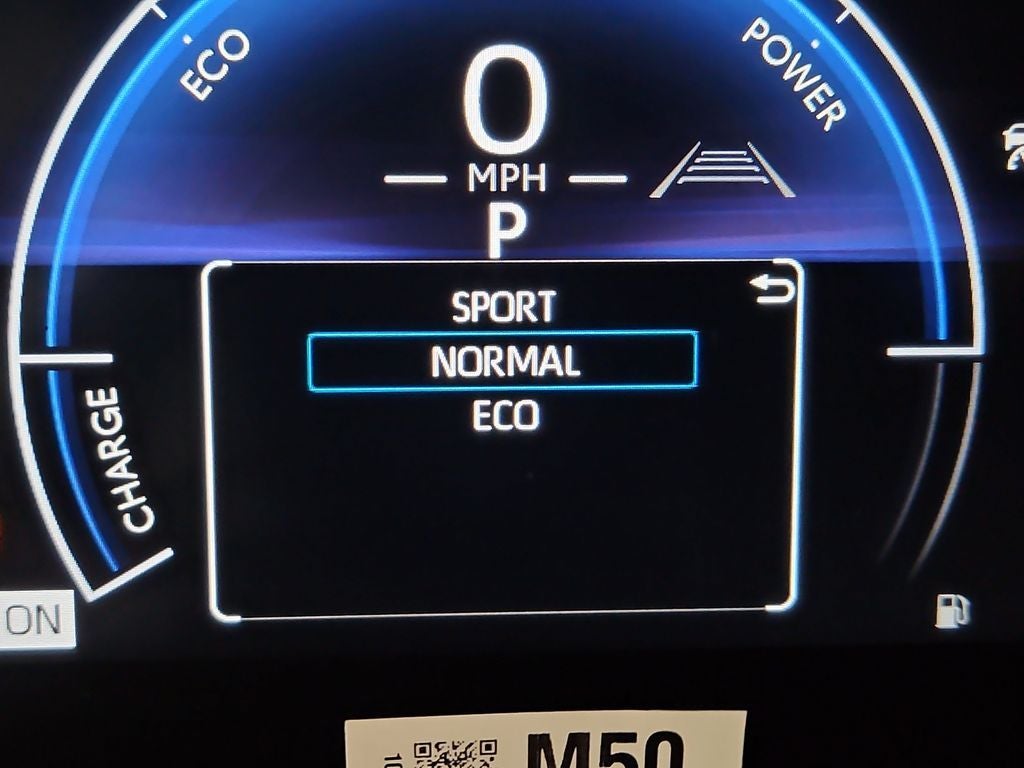 ECO
POWER
0
MPH
P
SPORT
NORMAL
ECO
CHARGE
ON
M50